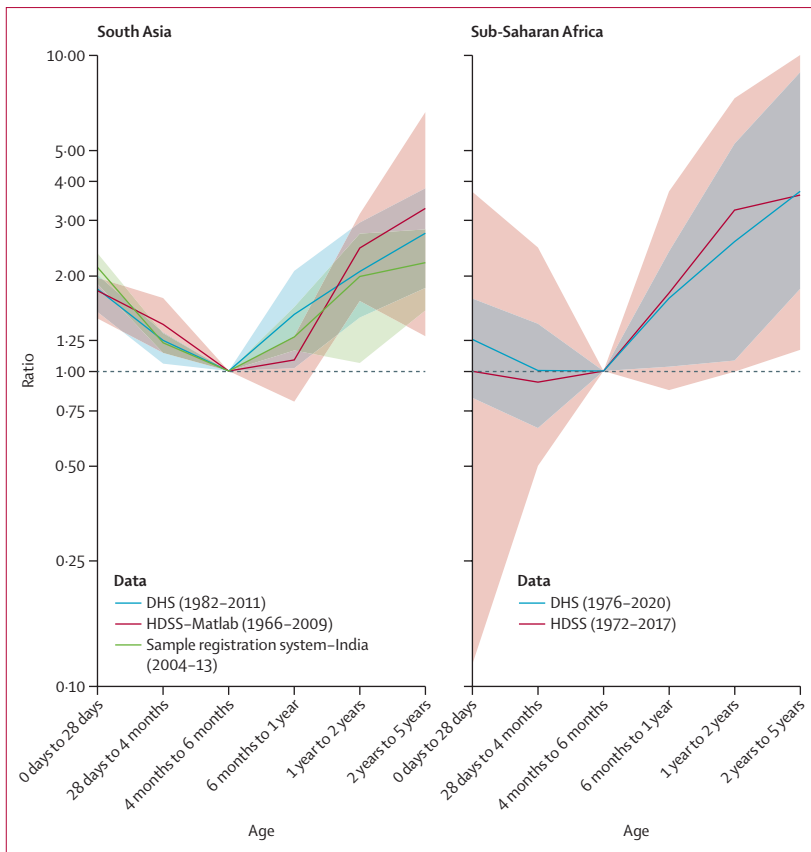 South Asia
Sub-Saharan Africa
Ratio
10·00
5·00
4·00
3·00
2·00
1·25
1·00
0·75
0·50
0·25
0·10
Data
DHS (1982–2011)
HDSS–Matlab (1966–2009)
Sample registration system–India
(2004–13)
Data
DHS (1976–2020)
HDSS (1972–2017)
0 days to 28 days
28 days to 4 months
4 months to 6 months
6 months to 1 year
1 year to 2 years
2 years to 5 years
Age
0 days to 28 days
28 days to 4 months
4 months to 6 months
6 months to 1 year
1 year to 2 years
2 years to 5 years
Age